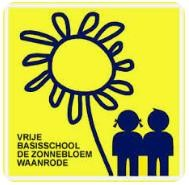 VRIJE
BASISSCHOOL
DE ZONNEBLOEM
WAANRODE